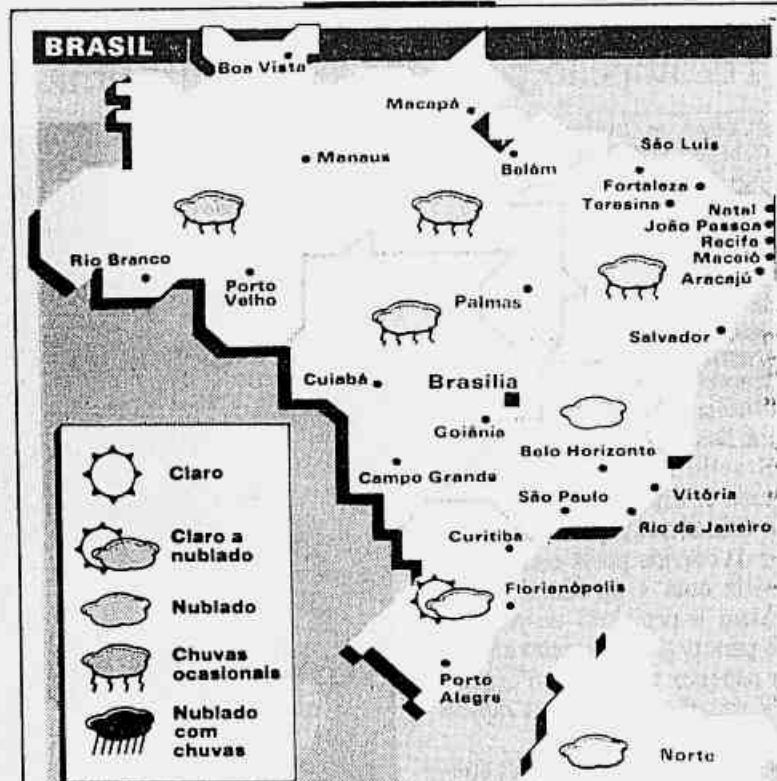 BRASIL
Boa Vista
Macapá
São Luis
Manaus
Belém
Fortaleza
Teresina
Natal
João Pessoa
Recife
Maceió
Aracajú
Rio Branco
Porto
Velho
Palmas
Salvador
Cuiabá
Brasília
Goiânia
Belo Horizonte
Campo Grande
São Paulo
Vitória
Rio de Janeiro
Curitiba
Florianópolis
Porto
Alegre
Norte
Claro
Claro a
nublado
Nublado
Chuvas
ocasionais
Nublado
com
chuvas